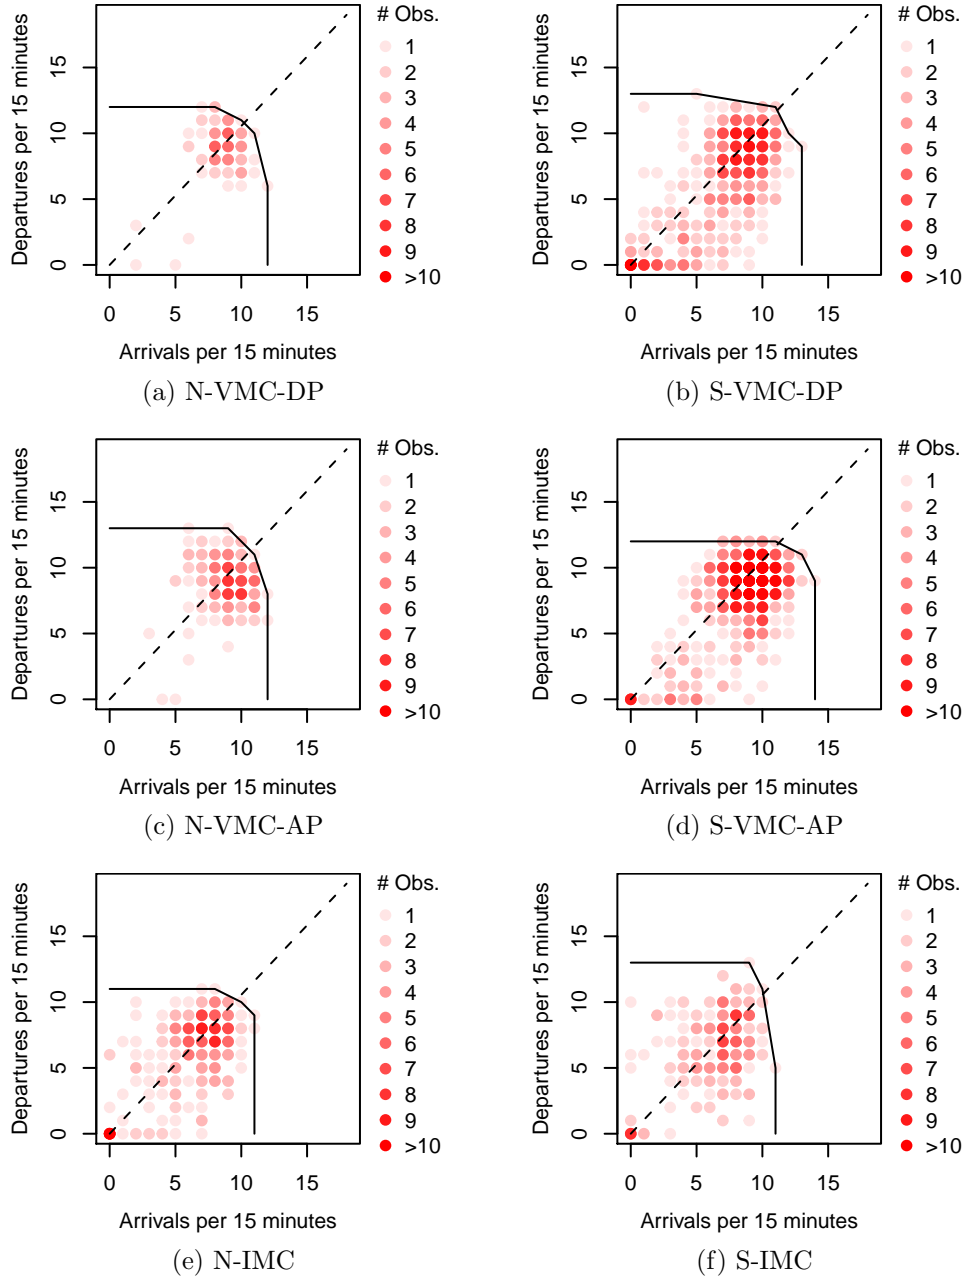 # Obs.
1
2
3
4
5
6
7
8
9
>10
Departures per 15 minutes
0 5 10 15
0 5 10 15
Arrivals per 15 minutes
(a) N-VMC-DP
# Obs.
1
2
3
4
5
6
7
8
9
>10
Departures per 15 minutes
0 5 10 15
0 5 10 15
Arrivals per 15 minutes
(b) S-VMC-DP
# Obs.
1
2
3
4
5
6
7
8
9
>10
Departures per 15 minutes
0 5 10 15
0 5 10 15
Arrivals per 15 minutes
(c) N-VMC-AP
# Obs.
1
2
3
4
5
6
7
8
9
>10
Departures per 15 minutes
0 5 10 15
0 5 10 15
Arrivals per 15 minutes
(d) S-VMC-AP
# Obs.
1
2
3
4
5
6
7
8
9
>10
Departures per 15 minutes
0 5 10 15
0 5 10 15
Arrivals per 15 minutes
(e) N-IMC
# Obs.
1
2
3
4
5
6
7
8
9
>10
Departures per 15 minutes
0 5 10 15
0 5 10 15
Arrivals per 15 minutes
(f) S-IMC